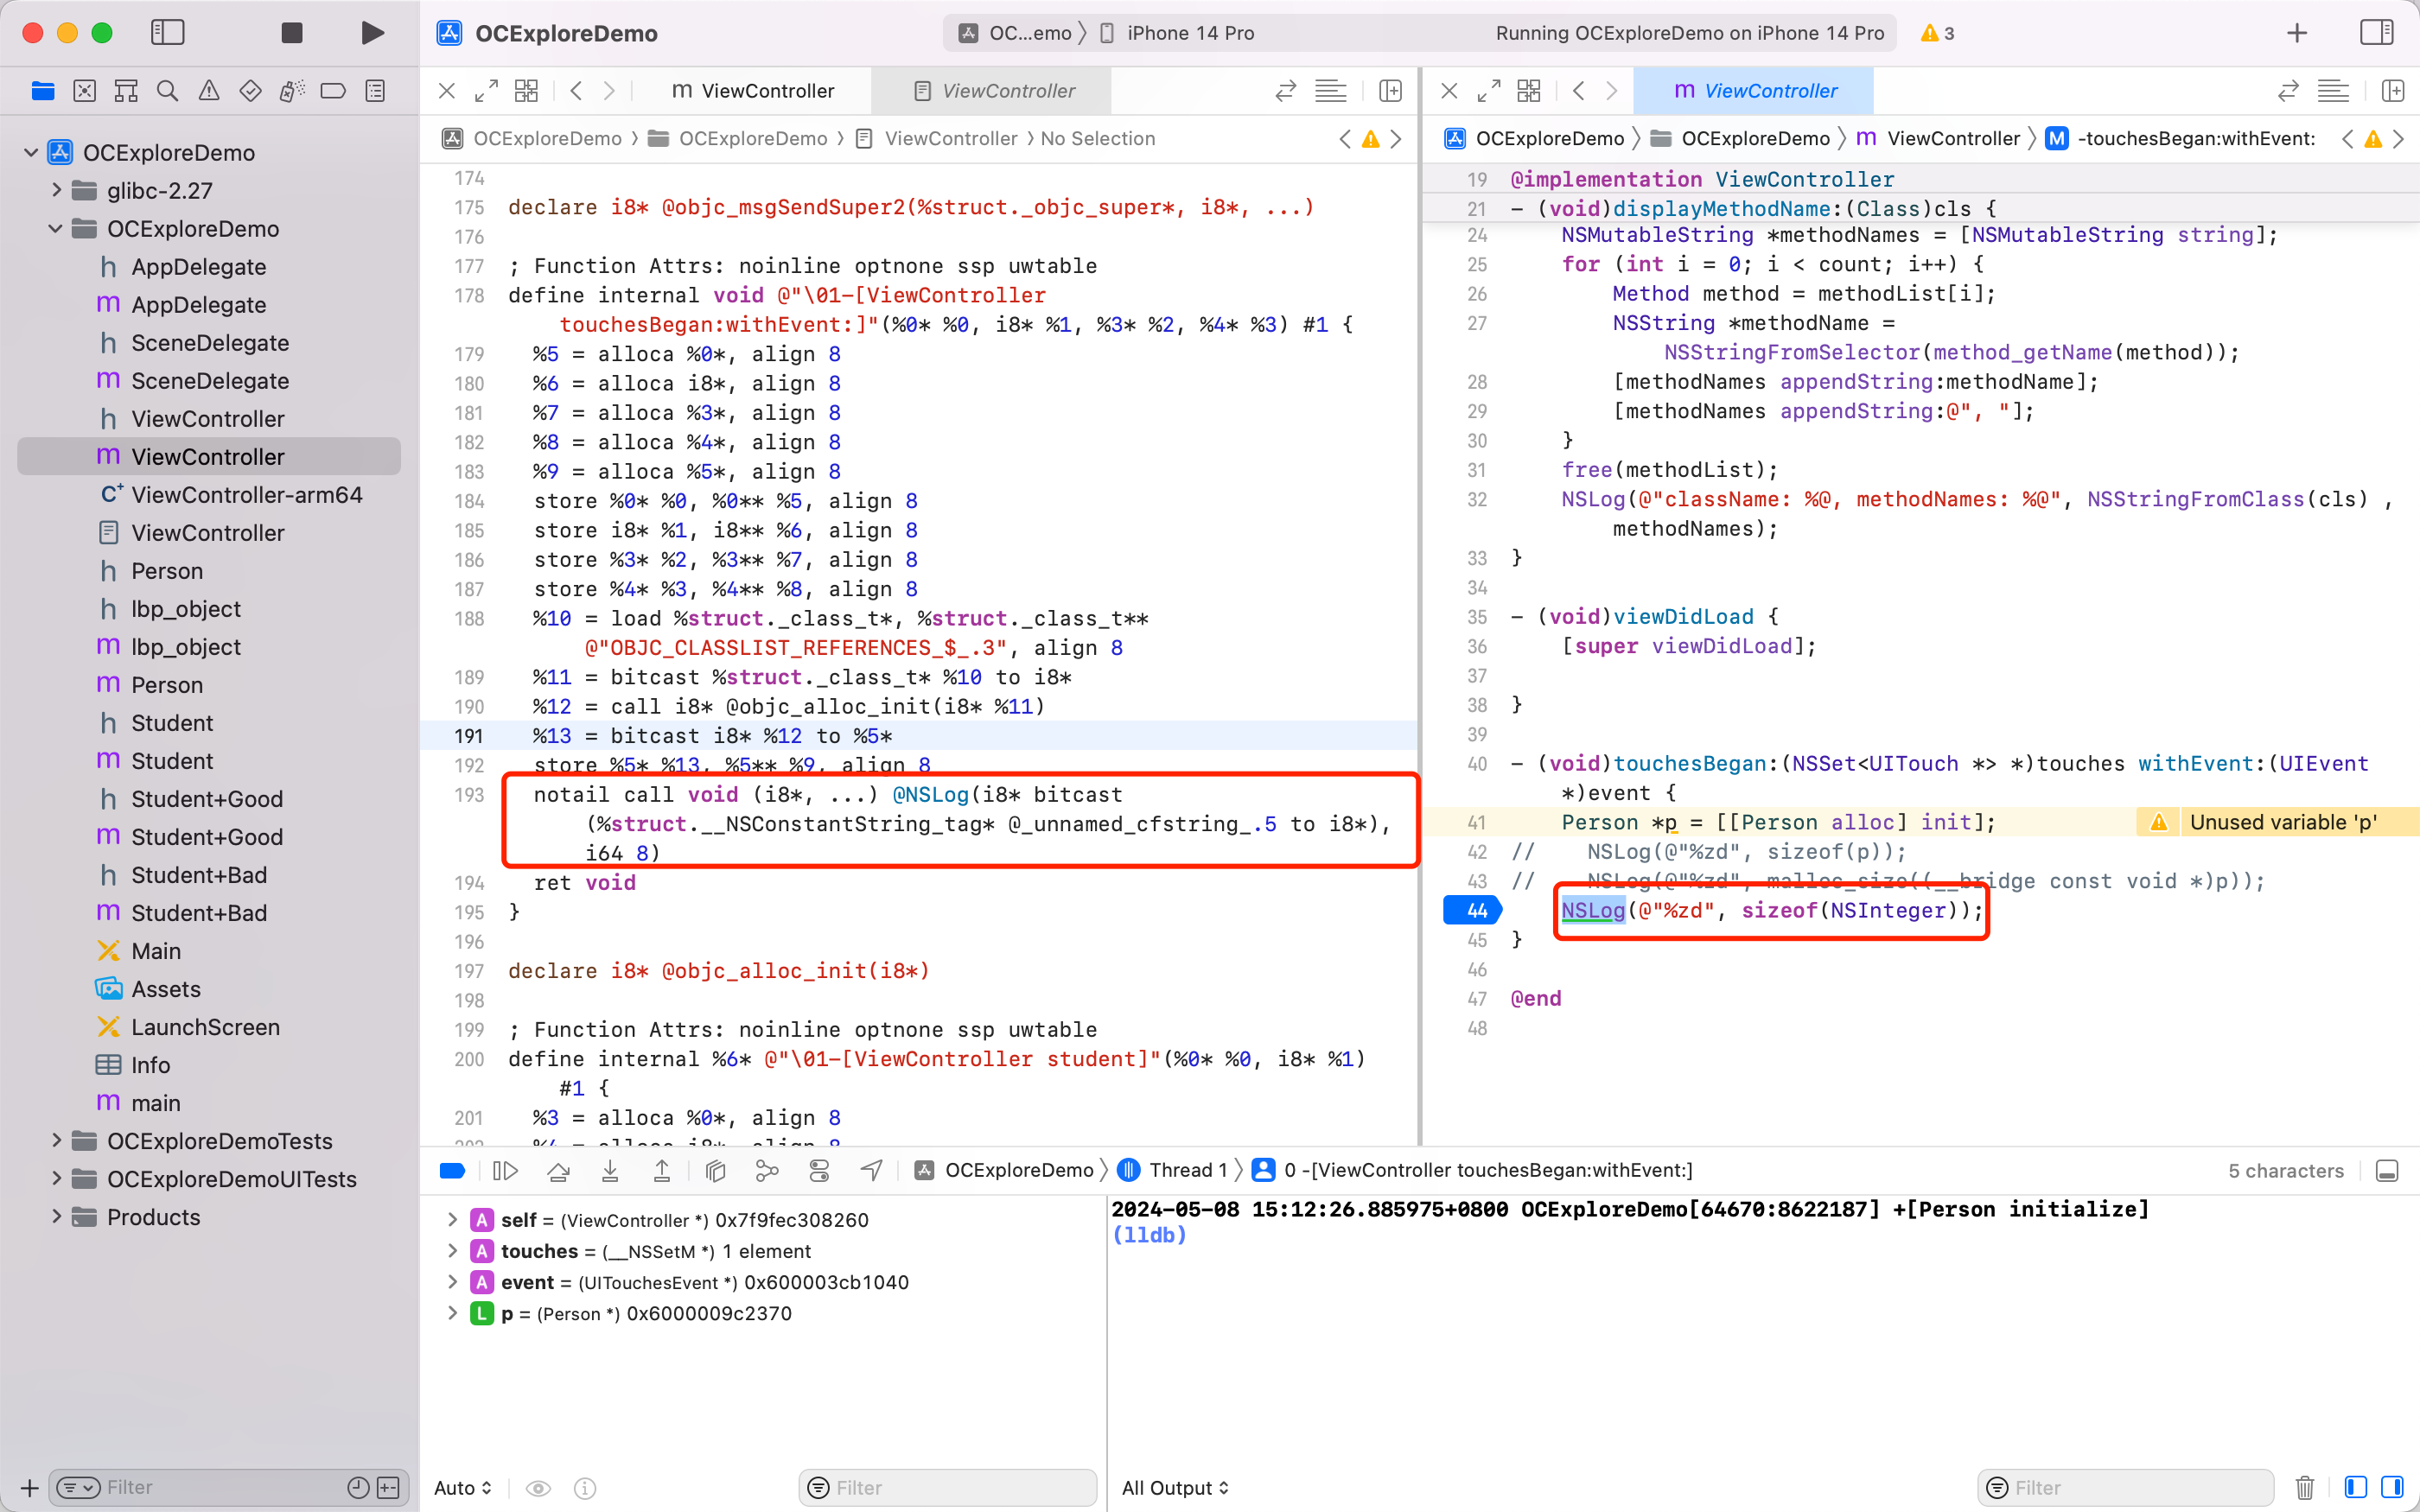 OCExploreDemo
OC...emo
iPhone 14 Pro
Running OCExploreDemo on iPhone 14 Pro
3
m ViewController
ViewController
m ViewController
OCExploreDemo
OCExploreDemo
ViewController
No Selection
OCExploreDemo
OCExploreDemo
m ViewController
M -touchesBegan:withEvent:
OCExploreDemo
glibc-2.27
OCExploreDemo
h AppDelegate
m AppDelegate
h SceneDelegate
m SceneDelegate
h ViewController
m ViewController
C+ ViewController-arm64
ViewController
h Person
h lbp_object
m lbp_object
m Person
h Student
m Student
h Student+Good
m Student+Good
h Student+Bad
m Student+Bad
Main
Assets
LaunchScreen
Info
m main
OCExploreDemoTests
OCExploreDemoUITests
Products
Filter
174
175 declare i8* @objc_msgSendSuper2(%struct._objc_super*, i8*, ...)
176
177 ; Function Attrs: noinline optnone ssp uwtable
178 define internal void @"\01-[ViewController
touchesBegan:withEvent:]"(%0* %0, i8* %1, %3* %2, %4* %3) #1 {
179 %5 = alloca %0*, align 8
180 %6 = alloca i8*, align 8
181 %7 = alloca %3*, align 8
182 %8 = alloca %4*, align 8
183 %9 = alloca %5*, align 8
184 store %0* %0, %0** %5, align 8
185 store i8* %1, i8** %6, align 8
186 store %3* %2, %3** %7, align 8
187 store %4* %3, %4** %8, align 8
188 %10 = load %struct._class_t*, %struct._class_t**
@"OBJC_CLASSLIST_REFERENCES_$_.3", align 8
189 %11 = bitcast %struct._class_t* %10 to i8*
190 %12 = call i8* @objc_alloc_init(i8* %11)
191 %13 = bitcast i8* %12 to %5*
192 store %5* %13, %5** %9, align 8
193 notail call void (i8*, ...) @NSLog(i8* bitcast
(%struct.__NSConstantString_tag* @_unnamed_cfstring_.5 to i8*),
i64 8)
194 ret void
195 }
196
197 declare i8* @objc_alloc_init(i8*)
198
199 ; Function Attrs: noinline optnone ssp uwtable
200 define internal %6* @"\01-[ViewController student]"(%0* %0, i8* %1)
#1 {
201 %3 = alloca %0*, align 8
202 %4 = alloca i8*, align 8
19 @implementation ViewController
21 - (void)displayMethodName:(Class)cls {
24 NSMutableString *methodNames = [NSMutableString string];
25 for (int i = 0; i < count; i++) {
26 Method method = methodList[i];
27 NSString *methodName =
NSStringFromSelector(method_getName(method));
28 [methodNames appendString:methodName];
29 [methodNames appendString:@", "];
30 }
31 free(methodList);
32 NSLog(@"className: %@, methodNames: %@", NSStringFromClass(cls) ,
methodNames);
33 }
34
35 - (void)viewDidLoad {
36 [super viewDidLoad];
37
38 }
39
40 - (void)touchesBegan:(NSSet<UITouch *> *)touches withEvent:(UIEvent
*)event {
41 Person *p = [[Person alloc] init]; Unused variable 'p'
42 // NSLog(@"%zd", sizeof(p));
43 // NSLog(@"%zd", malloc_size((__bridge const void *)p));
44 NSLog(@"%zd", sizeof(NSInteger));
45 }
46
47 @end
48
OCExploreDemo
Thread 1
0 -[ViewController touchesBegan:withEvent:]
5 characters
A self = (ViewController *) 0x7f9fec308260
A touches = (__NSSetM *) 1 element
A event = (UITouchesEvent *) 0x600003cb1040
L p = (Person *) 0x6000009c2370
Auto
Filter
2024-05-08 15:12:26.885975+0800 OCExploreDemo[64670:8622187] +[Person initialize]
(lldb)
All Output
Filter